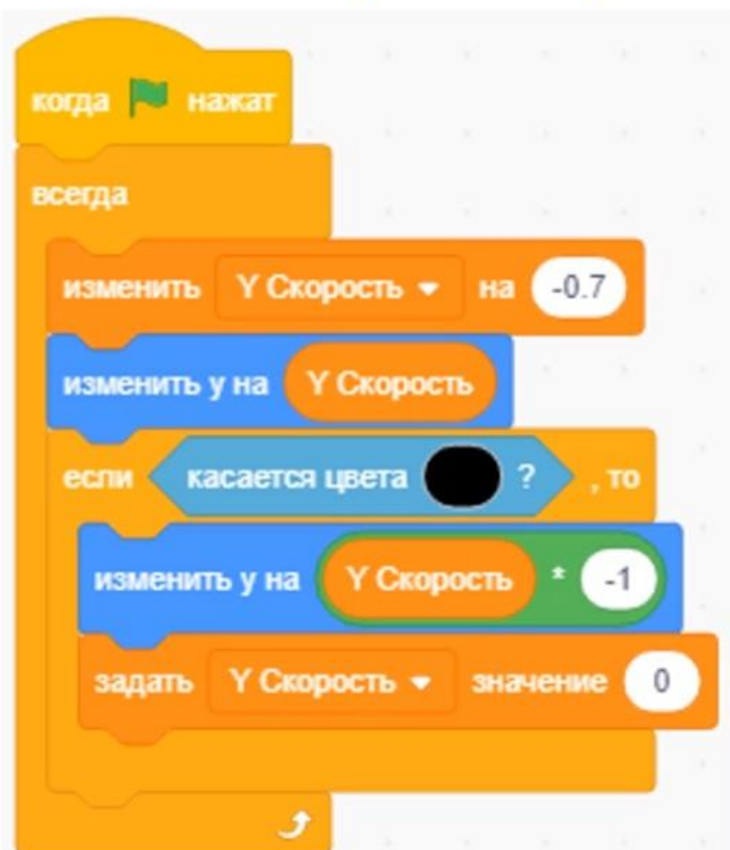 когда нажат
всегда
изменить Y Скорость на -0.7
изменить y на Y Скорость
если касается цвета ? , то
изменить y на Y Скорость * -1
задать Y Скорость значение 0